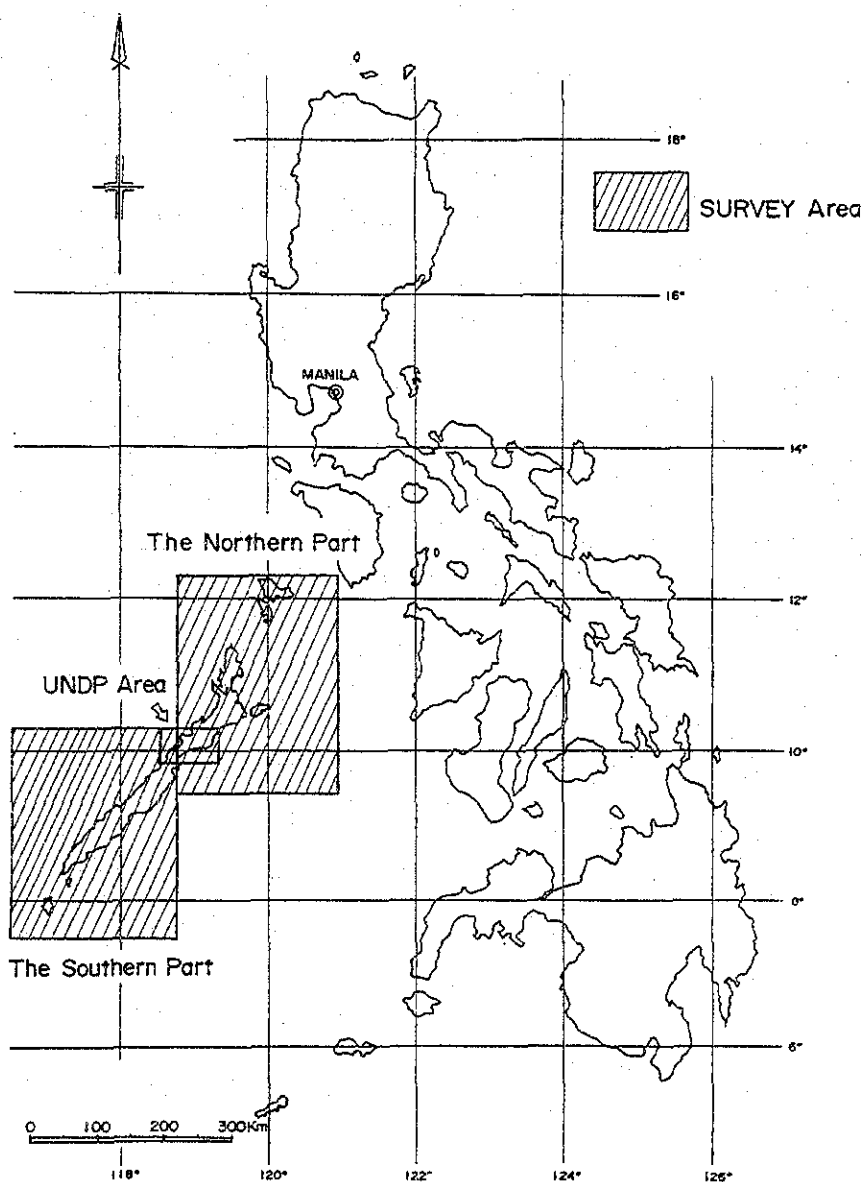 18°
SURVEY Area
16°
MANILA
14°
The Northern Part
12°
UNDP Area
10°
8°
The Southern Part
6°
0 100 200 300Km
118° 120° 122° 124° 126°